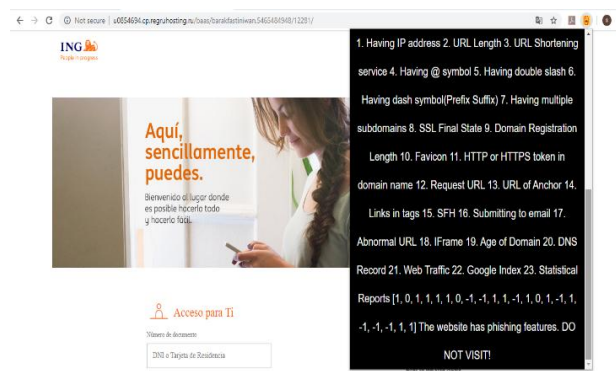 Not secure | u0854694.cp.regruhosting.ru/baas/barakfastiniwan.5465484948/12281/
ING
People in progress
Aquí,
sencillamente,
puedes.
Bienvenido al lugar donde
es posible hacerlo todo
y hacerlo fácil.
Acceso para Ti
Número de documento
DNI o Tarjeta de Residencia
1. Having IP address 2. URL Length 3. URL Shortening
service 4. Having @ symbol 5. Having double slash 6.
Having dash symbol(Prefix Suffix) 7. Having multiple
subdomains 8. SSL Final State 9. Domain Registration
Length 10. Favicon 11. HTTP or HTTPS token in
domain name 12. Request URL 13. URL of Anchor 14.
Links in tags 15. SFH 16. Submitting to email 17.
Abnormal URL 18. IFrame 19. Age of Domain 20. DNS
Record 21. Web Traffic 22. Google Index 23. Statistical
Reports [1, 0, 1, 1, 1, 1, 0, -1, -1, 1, 1, -1, 1, 0, 1, -1, 1,
-1, -1, -1, 1, 1] The website has phishing features. DO
NOT VISIT!